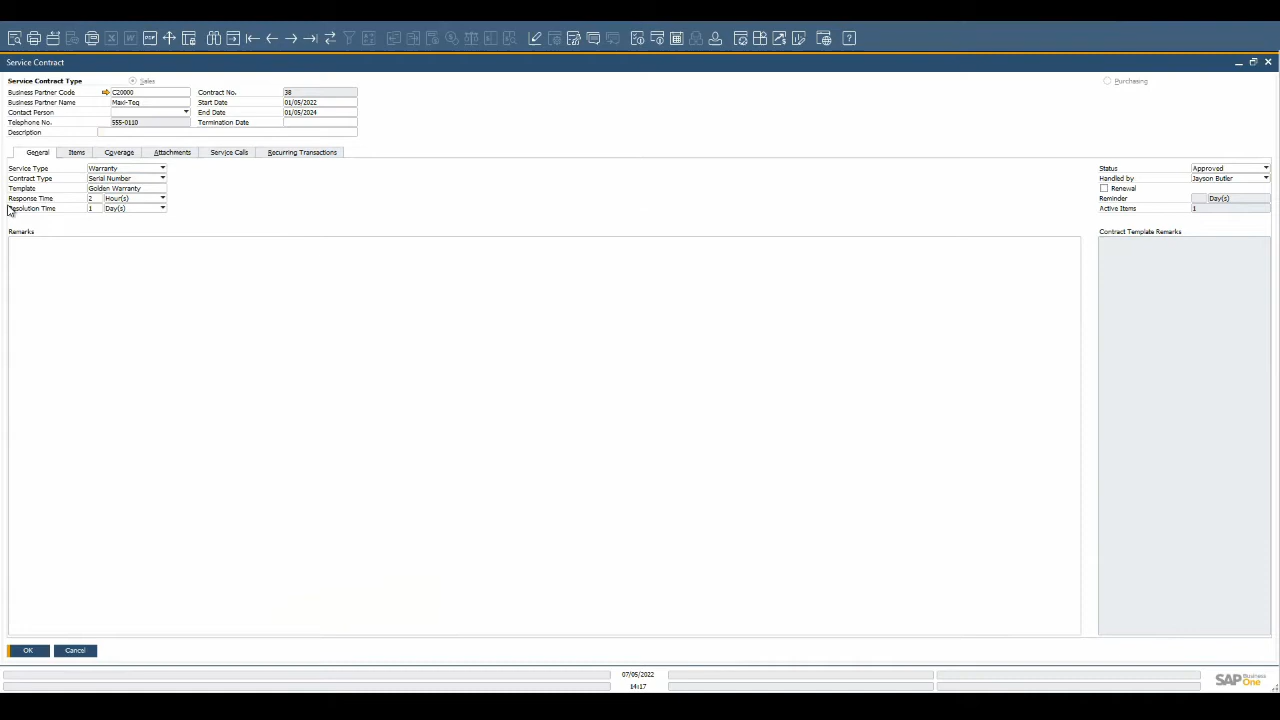 Service Contract
Service Contract Type Sales Purchasing
Business Partner Code C20000 Contract No. 38
Business Partner Name Maxi-Teq Start Date 01/05/2022
Contact Person End Date 01/05/2024
Telephone No. 555-0110 Termination Date
Description
General Items Coverage Attachments Service Calls Recurring Transactions
Service Type Warranty Status Approved
Contract Type Serial Number Handled by Jayson Butler
Template Golden Warranty Renewal
Response Time 2 Hour(s) Reminder Day(s)
Resolution Time 1 Day(s) Active Items 1
Remarks Contract Template Remarks
OK Cancel
07/05/2022
14:17
SAP Business One